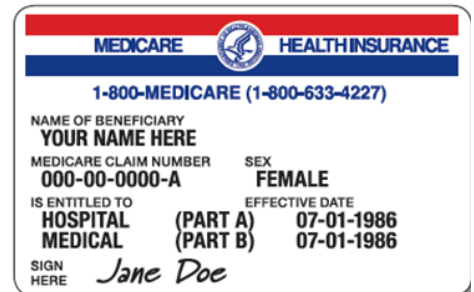 MEDICARE HEALTH INSURANCE
1-800-MEDICARE (1-800-633-4227)
NAME OF BENEFICIARY
YOUR NAME HERE
MEDICARE CLAIM NUMBER SEX
000-00-0000-A FEMALE
IS ENTITLED TO EFFECTIVE DATE
HOSPITAL (PART A) 07-01-1986
MEDICAL (PART B) 07-01-1986
SIGN HERE Jane Doe